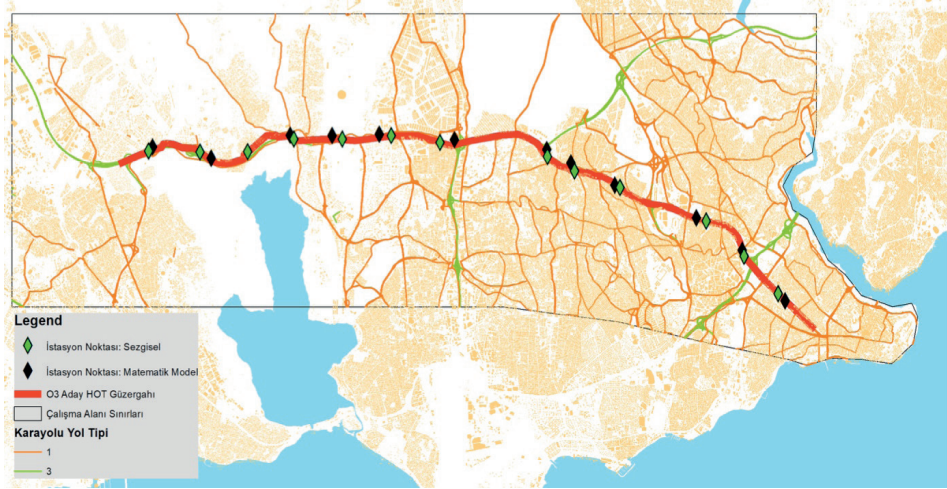 Legend
İstasyon Noktası: Sezgisel
İstasyon Noktası: Matematik Model
O3 Aday HOT Güzergahı
Çalışma Alanı Sınırları
Karayolu Yol Tipi
1
3